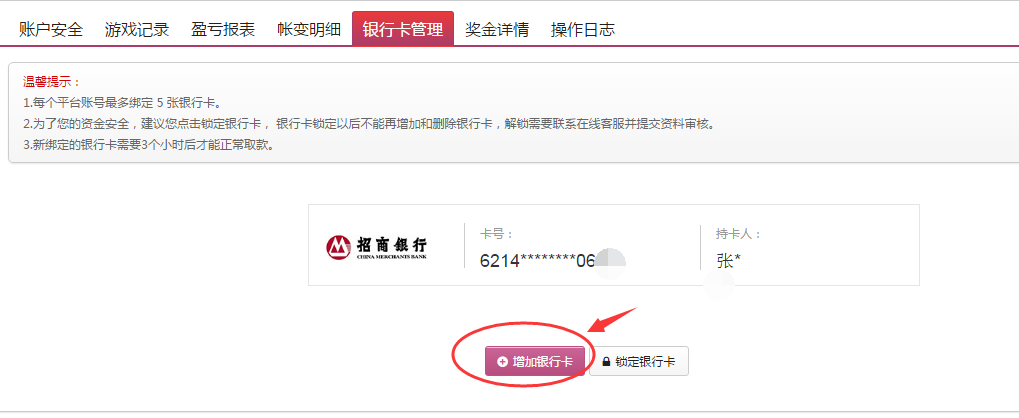 账户安全 游戏记录 盈亏报表 帐变明细 银行卡管理 奖金详情 操作日志
温馨提示：
1.每个平台账号最多绑定 5 张银行卡。
2.为了您的资金安全，建议您点击锁定银行卡， 银行卡锁定以后不能再增加和删除银行卡，解锁需要联系在线客服并提交资料审核。
3.新绑定的银行卡需要3个小时后才能正常取款。
招商银行
CHINA MERCHANTS BANK
卡号：
6214********06
持卡人：
张*
增加银行卡
锁定银行卡